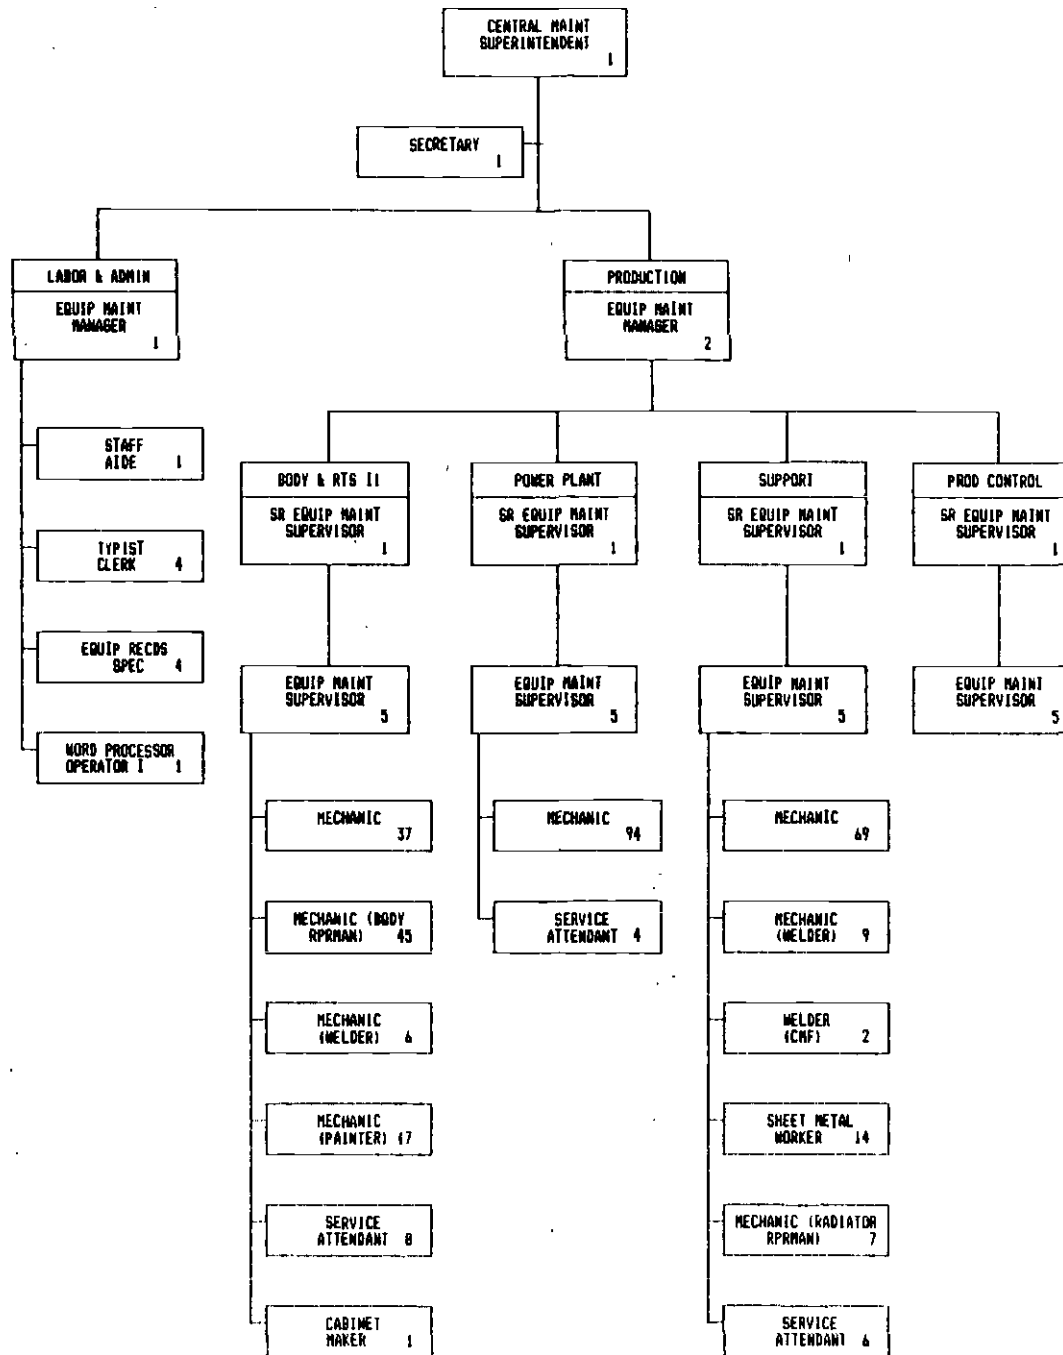 CENTRAL MAINT
SUPERINTENDENT
1
SECRETARY
1
LABOR & ADMIN
EQUIP MAINT
MANAGER
1
PRODUCTION
EQUIP MAINT
MANAGER
2
STAFF
AIDE 1
TYPIST
CLERK 4
EQUIP RECDS
SPEC 4
WORD PROCESSOR
OPERATOR I 1
BODY & RTS II
SR EQUIP MAINT
SUPERVISOR
1
EQUIP MAINT
SUPERVISOR
5
MECHANIC
37
MECHANIC (BODY
RPRMAN) 45
MECHANIC
(WELDER) 6
MECHANIC
(PAINTER) 17
SERVICE
ATTENDANT 8
CABINET
MAKER 1
POWER PLANT
SR EQUIP MAINT
SUPERVISOR
1
EQUIP MAINT
SUPERVISOR
5
MECHANIC
94
SERVICE
ATTENDANT 4
SUPPORT
SR EQUIP MAINT
SUPERVISOR
1
EQUIP MAINT
SUPERVISOR
5
MECHANIC
69
MECHANIC
(WELDER) 9
WELDER
(CMF) 2
SHEET METAL
WORKER 14
MECHANIC (RADIATOR
RPRMAN) 7
SERVICE
ATTENDANT 6
PROD CONTROL
SR EQUIP MAINT
SUPERVISOR
1
EQUIP MAINT
SUPERVISOR
5